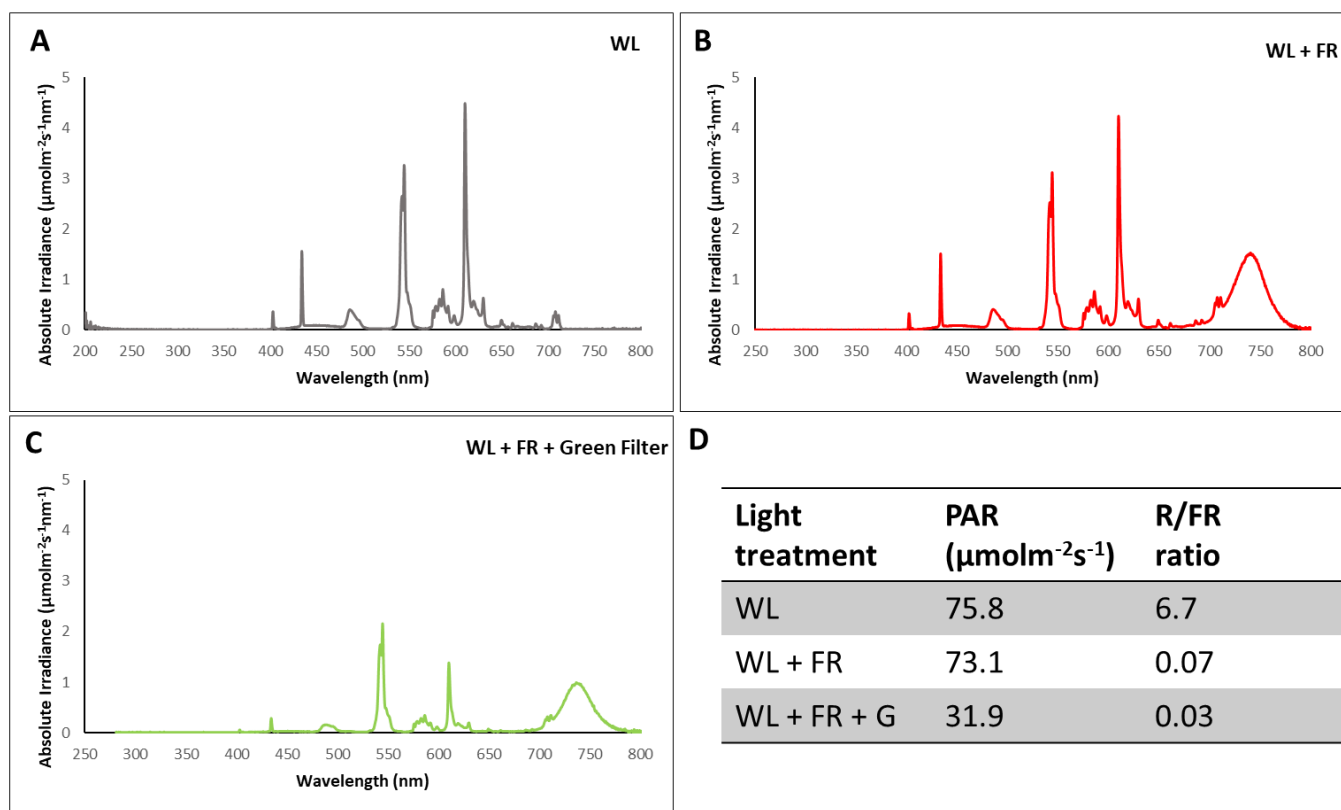 A
WL
Absolute Irradiance (µmolm⁻²s⁻¹nm⁻¹)
5
4
3
2
1
0
200 250 300 350 400 450 500 550 600 650 700 750 800
Wavelength (nm)
B
WL + FR
Absolute Irradiance (µmolm⁻²s⁻¹nm⁻¹)
5
4
3
2
1
0
250 350 400 450 500 550 600 650 700 750 800
Wavelength (nm)
C
WL + FR + Green Filter
Absolute Irradiance (µmolm⁻²s⁻¹nm⁻¹)
5
4
3
2
1
0
250 350 400 450 500 550 600 650 700 750 800
Wavelength (nm)
D
Light treatment PAR (µmolm⁻²s⁻¹) R/FR ratio
WL 75.8 6.7
WL + FR 73.1 0.07
WL + FR + G 31.9 0.03